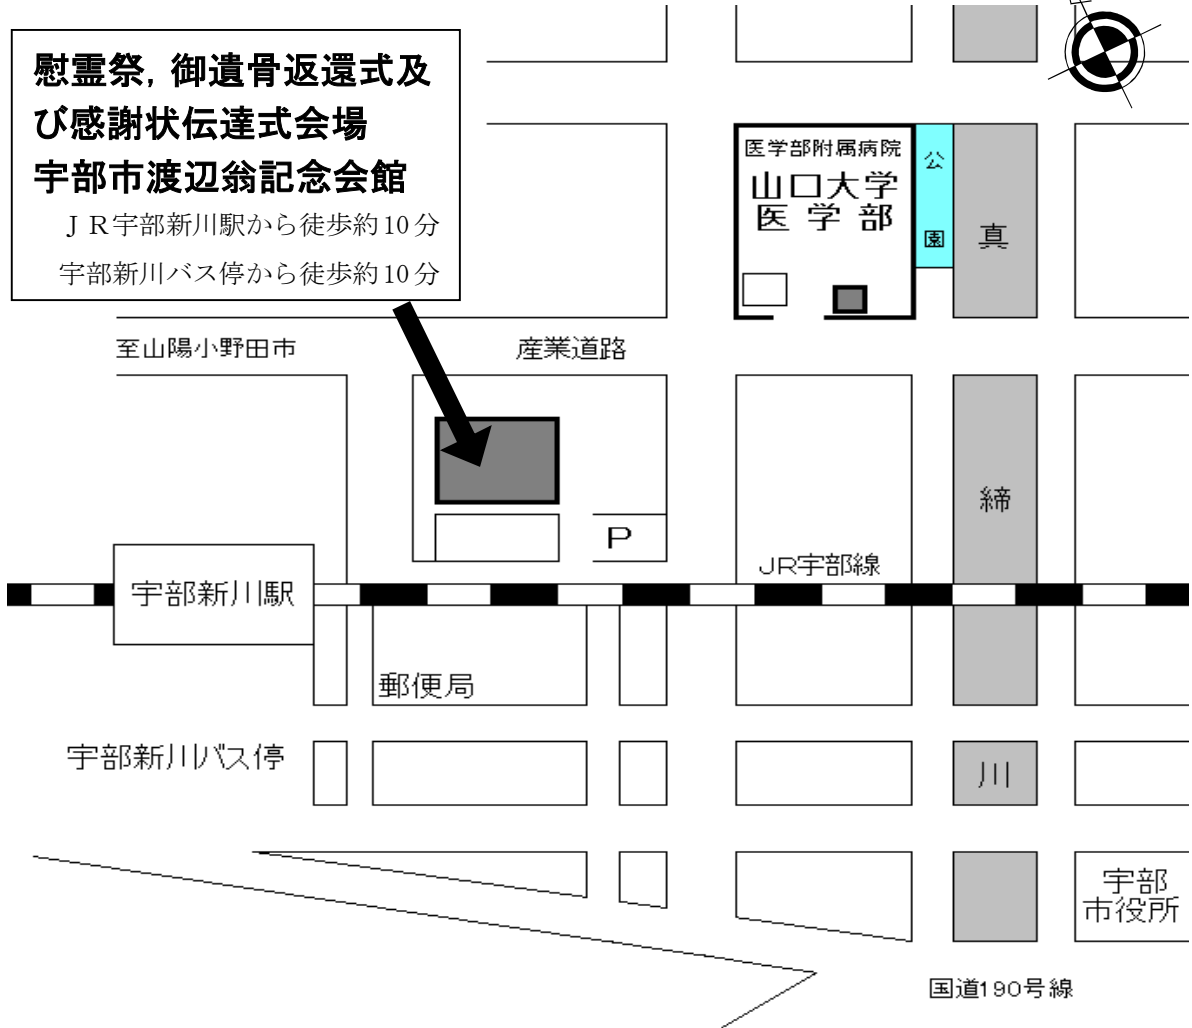 慰霊祭，御遺骨返還式及
び感謝状伝達式会場
宇部市渡辺翁記念会館
ＪＲ宇部新川駅から徒歩約10分
宇部新川バス停から徒歩約10分
医学部附属病院
山口大学
医学部
公
園
真
至山陽小野田市
産業道路
締
P
JR宇部線
宇部新川駅
郵便局
宇部新川バス停
川
宇部
市役所
国道190号線